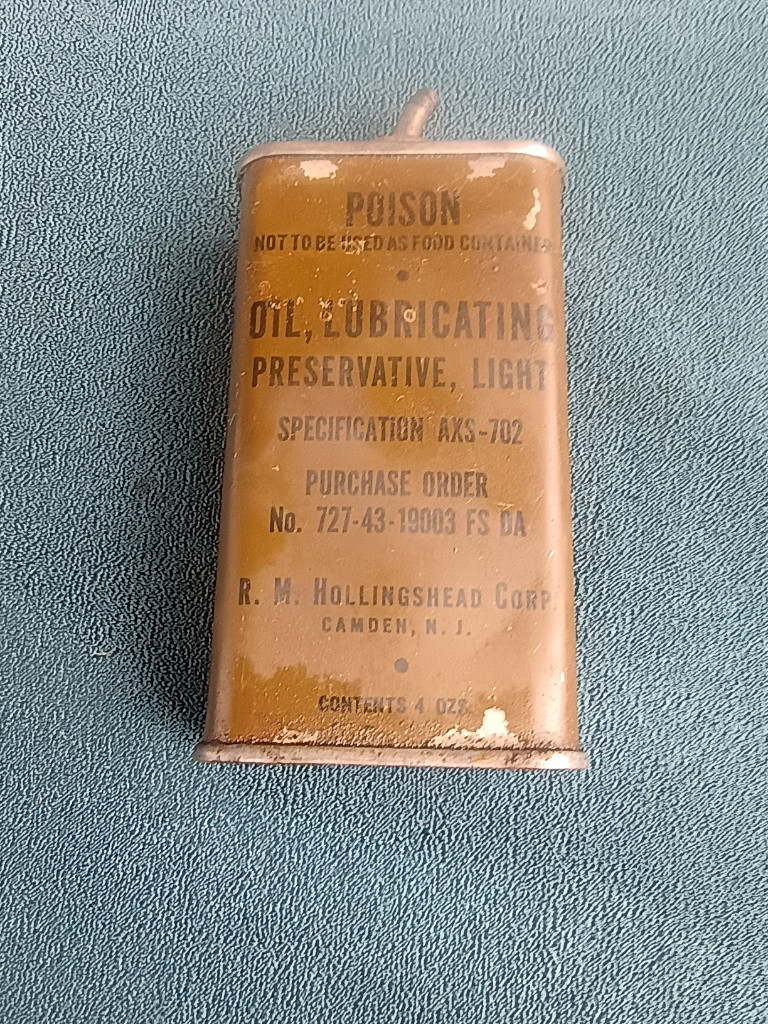 POISON
NOT TO BE USED AS FOOD CONTAINER
OIL, LUBRICATING
PRESERVATIVE, LIGHT
SPECIFICATION AXS-702
PURCHASE ORDER
No. 727-43-19003 FS DA
R. M. HOLLINGSHEAD CORP.
CAMDEN, N. J.
CONTENTS 4 OZS.